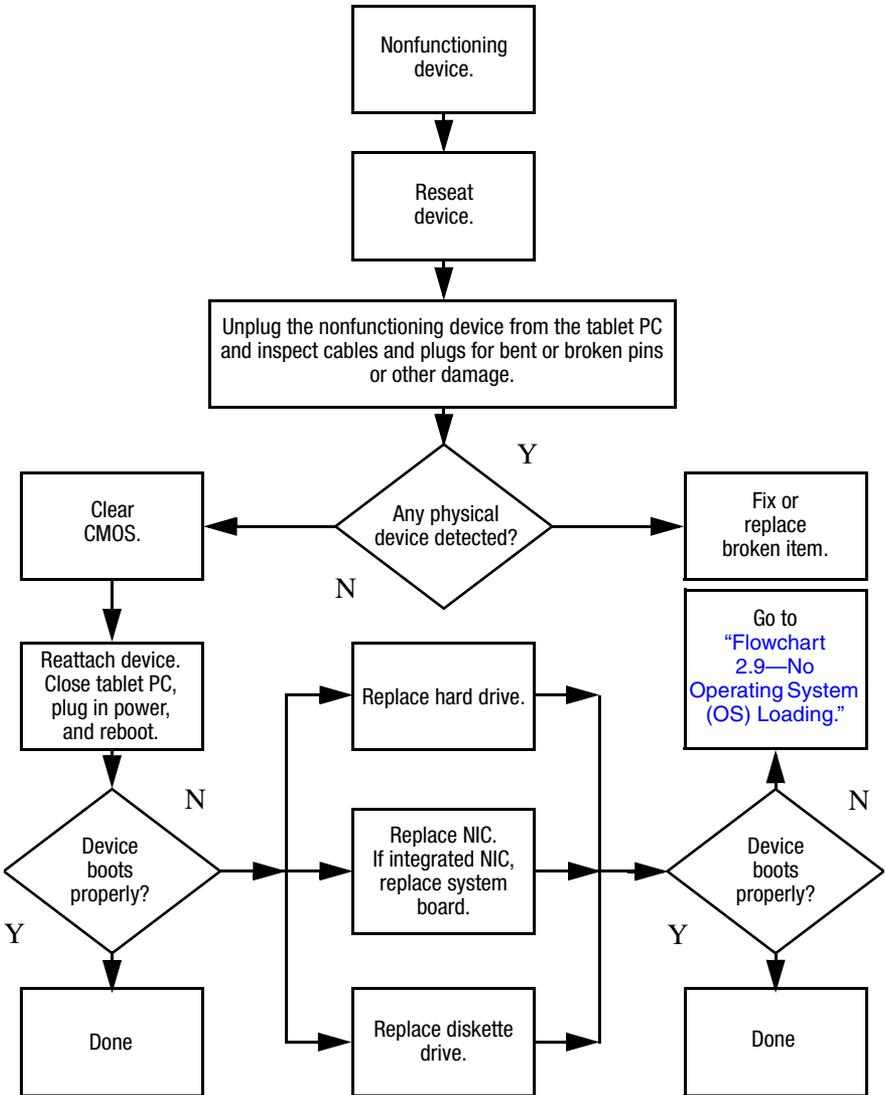 Nonfunctioning
device.
Reseat
device.
Unplug the nonfunctioning device from the tablet PC
and inspect cables and plugs for bent or broken pins
or other damage.
Y
Any physical
device detected?
N
Clear
CMOS.
Fix or
replace
broken item.
Reattach device.
Close tablet PC,
plug in power,
and reboot.
Replace hard drive.
Go to
“Flowchart
2.9—No
Operating System
(OS) Loading.”
N
Device
boots
properly?
Y
Replace NIC.
If integrated NIC,
replace system
board.
N
Device
boots
properly?
Y
Done
Replace diskette
drive.
Done